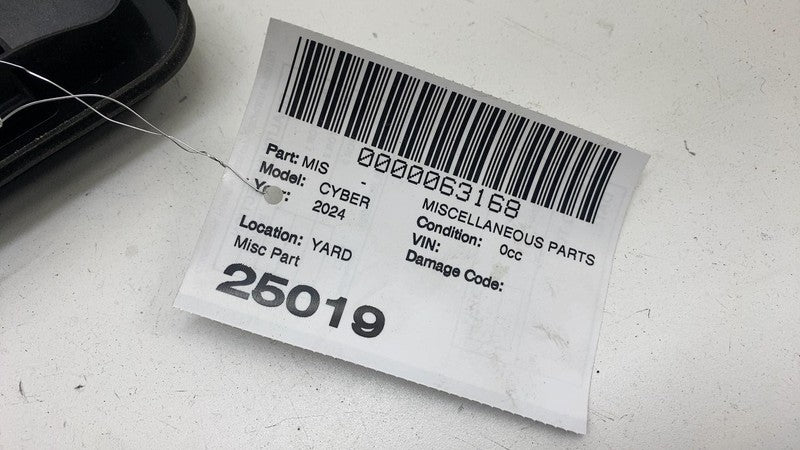 0000063168
Part: MIS - MISCELLANEOUS PARTS
Model: CYBER Condition: 0cc
2024 VIN:
Location: YARD Damage Code:
Misc Part
25019